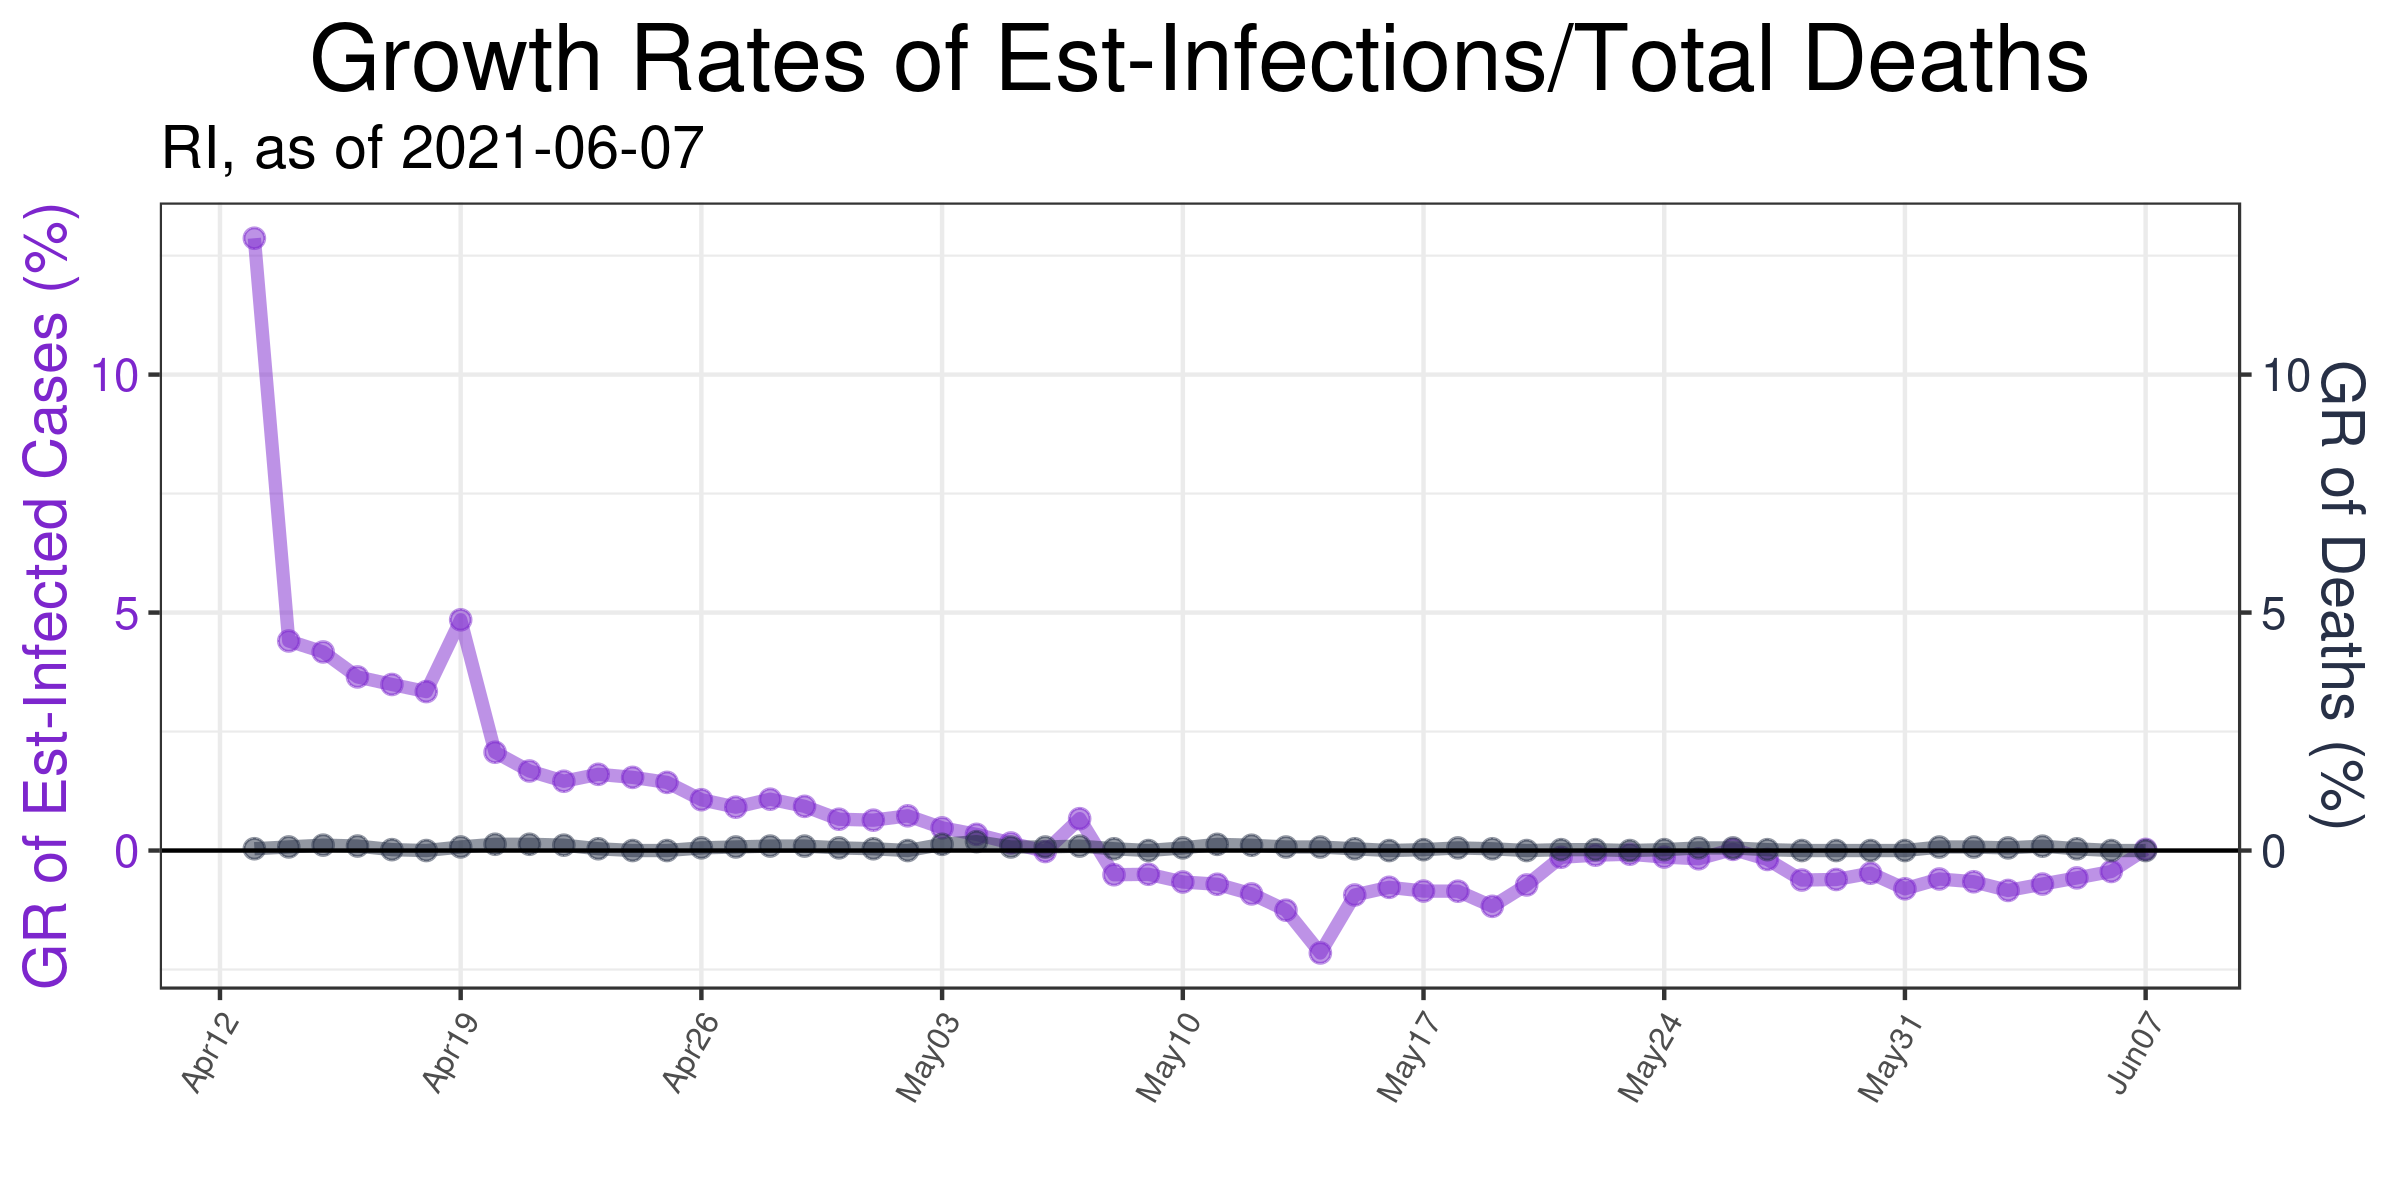 Growth Rates of Est-Infections/Total Deaths
RI, as of 2021-06-07
GR of Est-Infected Cases (%)
10
5
0
10
5
0
GR of Deaths (%)
Apr12
Apr19
Apr26
May03
May10
May17
May24
May31
Jun07